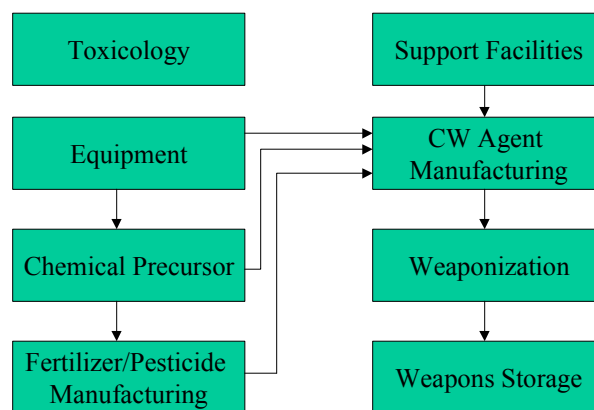 Toxicology
Support Facilities
Equipment
CW Agent
Manufacturing
Chemical Precursor
Weaponization
Fertilizer/Pesticide
Manufacturing
Weapons Storage